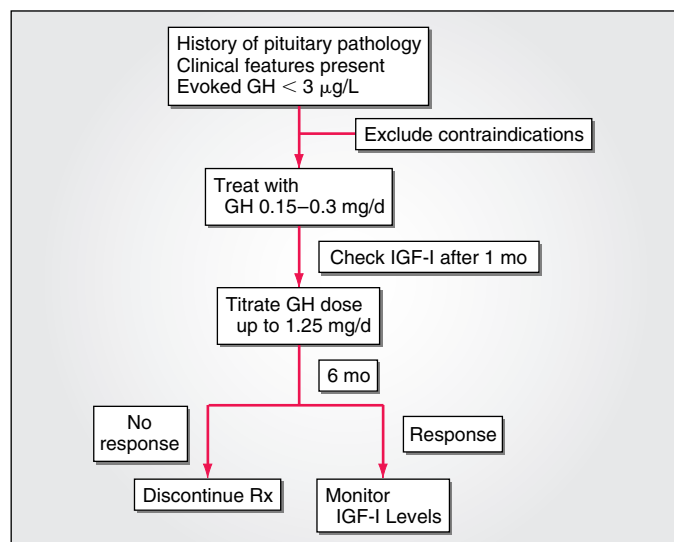 History of pituitary pathology
Clinical features present
Evoked GH < 3 μg/L
Exclude contraindications
Treat with
GH 0.15–0.3 mg/d
Check IGF-I after 1 mo
Titrate GH dose
up to 1.25 mg/d
6 mo
No
response
Response
Discontinue Rx
Monitor
IGF-I Levels